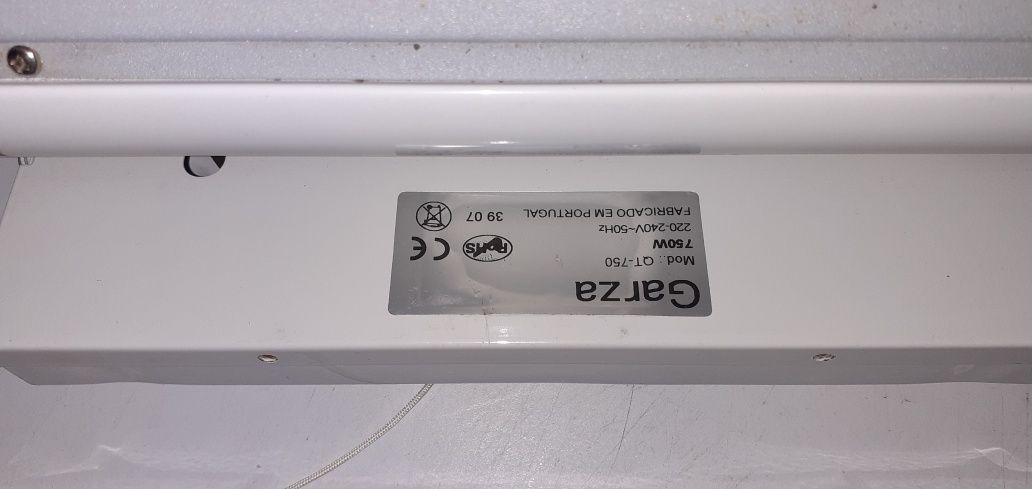 Garza
Mod.: QT-750
750W
220-240V~50Hz
FABRICADO EM PORTUGAL
RoHS
CE
39 07